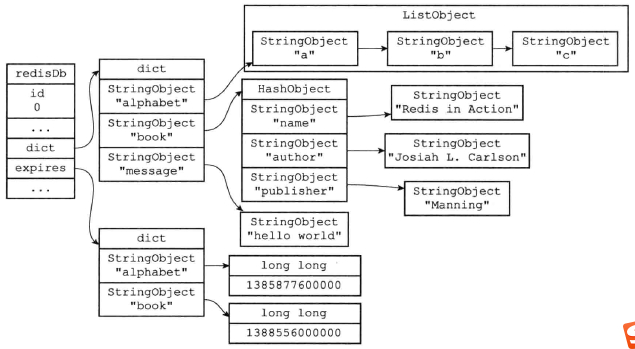 ListObject
StringObject
"a"
StringObject
"b"
StringObject
"c"
redisDb
id
0
...
dict
expires
...
dict
StringObject
"alphabet"
StringObject
"book"
StringObject
"message"
HashObject
StringObject
"name"
StringObject
"author"
StringObject
"publisher"
StringObject
"Redis in Action"
StringObject
"Josiah L. Carlson"
StringObject
"Manning"
StringObject
"hello world"
dict
StringObject
"alphabet"
StringObject
"book"
long long
1385877600000
long long
1388556000000